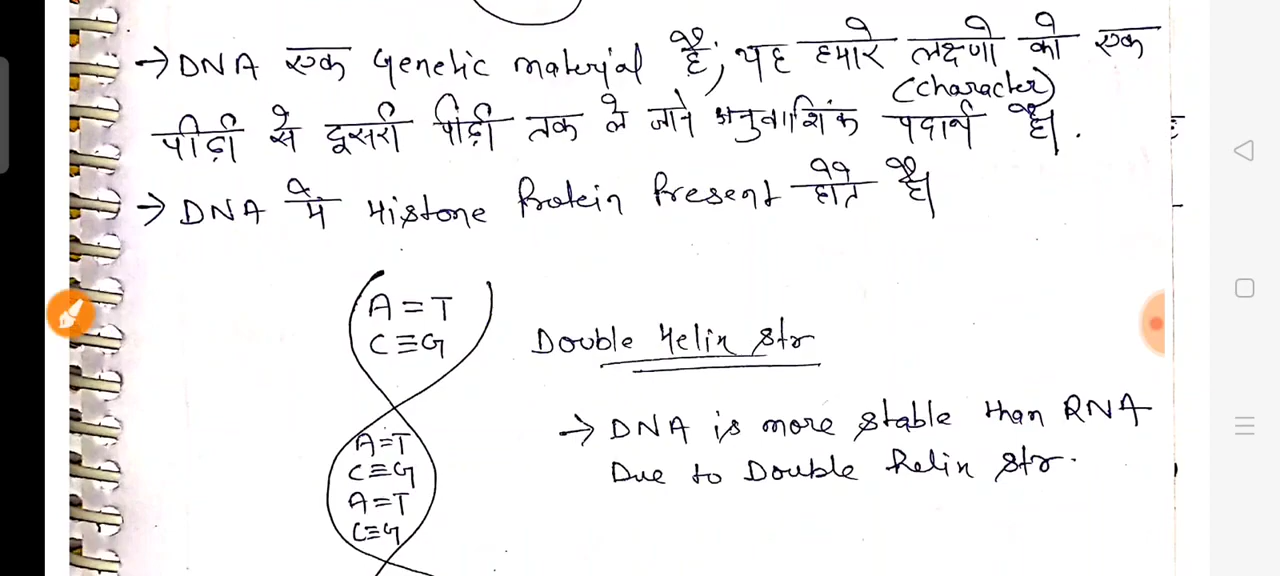 → DNA एक Genetic material है; यह हमारे लक्षणो को एक
(character)
पीढ़ी से दूसरी पीढ़ी तक ले जाने अनुवाशिंक पदार्थ है।
→ DNA में Histone Protein Present होते है।
A = T
C ≡ G
Double Helix Str
A = T
C ≡ G
A = T
C ≡ G
→ DNA is more stable than RNA
Due to Double Helix Str.